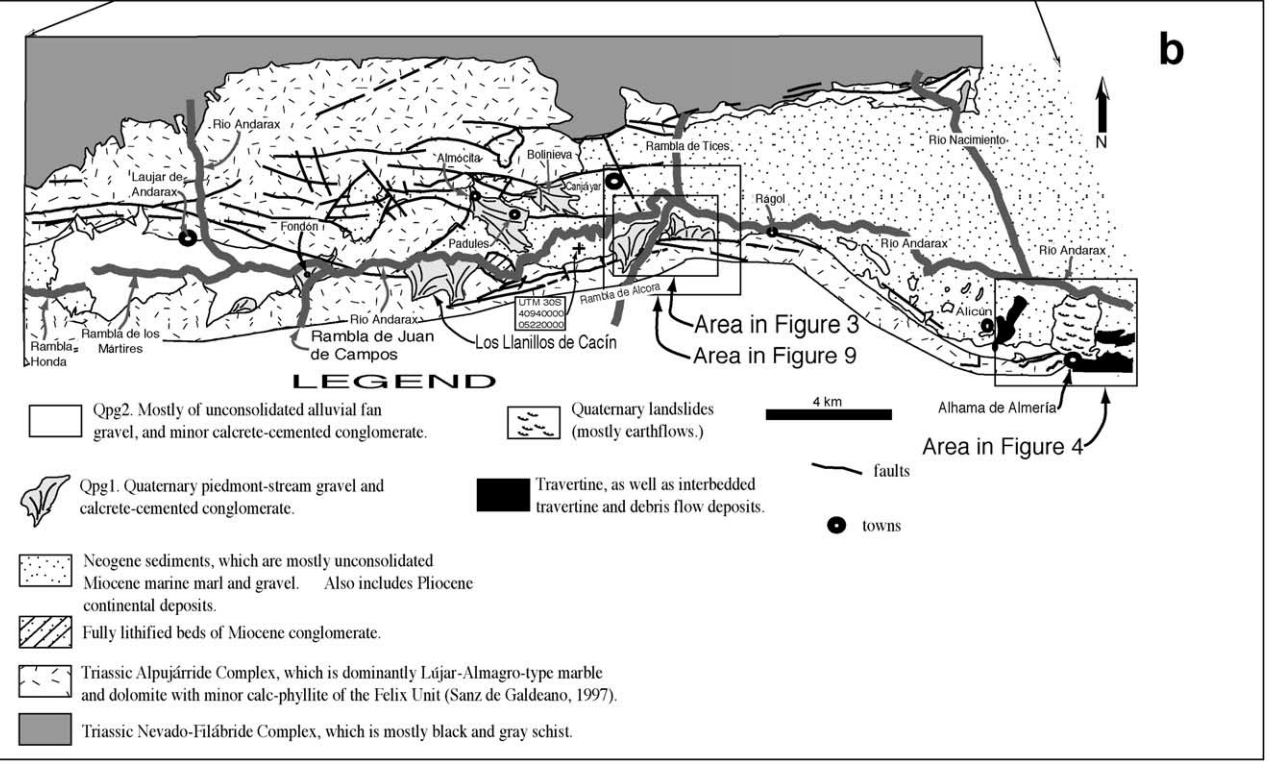 b
N
Rio Andarax
Laujar de
Andarax
Almócita
Bolinieva
Canjáyar
Rambla de Tices
Rio Nacimiento
Fondón
Padules
Rágol
Rio Andarax
Rio Andarax
Alicún
Rambla
Honda
Rambla de los
Mártires
Rio Andarax
Rambla de Juan
de Campos
UTM 30S
40940000
05220000
Rambla de Alcora
Los Llanillos de Cacín
Area in Figure 3
Area in Figure 9
Alhama de Almería
Area in Figure 4
LEGEND
Qpg2. Mostly of unconsolidated alluvial fan
gravel, and minor calcrete-cemented conglomerate.
Quaternary landslides
(mostly earthflows.)
4 km
faults
Qpg1. Quaternary piedmont-stream gravel and
calcrete-cemented conglomerate.
Travertine, as well as interbedded
travertine and debris flow deposits.
towns
Neogene sediments, which are mostly unconsolidated
Miocene marine marl and gravel. Also includes Pliocene
continental deposits.
Fully lithified beds of Miocene conglomerate.
Triassic Alpujárride Complex, which is dominantly Lújar-Almagro-type marble
and dolomite with minor calc-phyllite of the Felix Unit (Sanz de Galdeano, 1997).
Triassic Nevado-Filábride Complex, which is mostly black and gray schist.